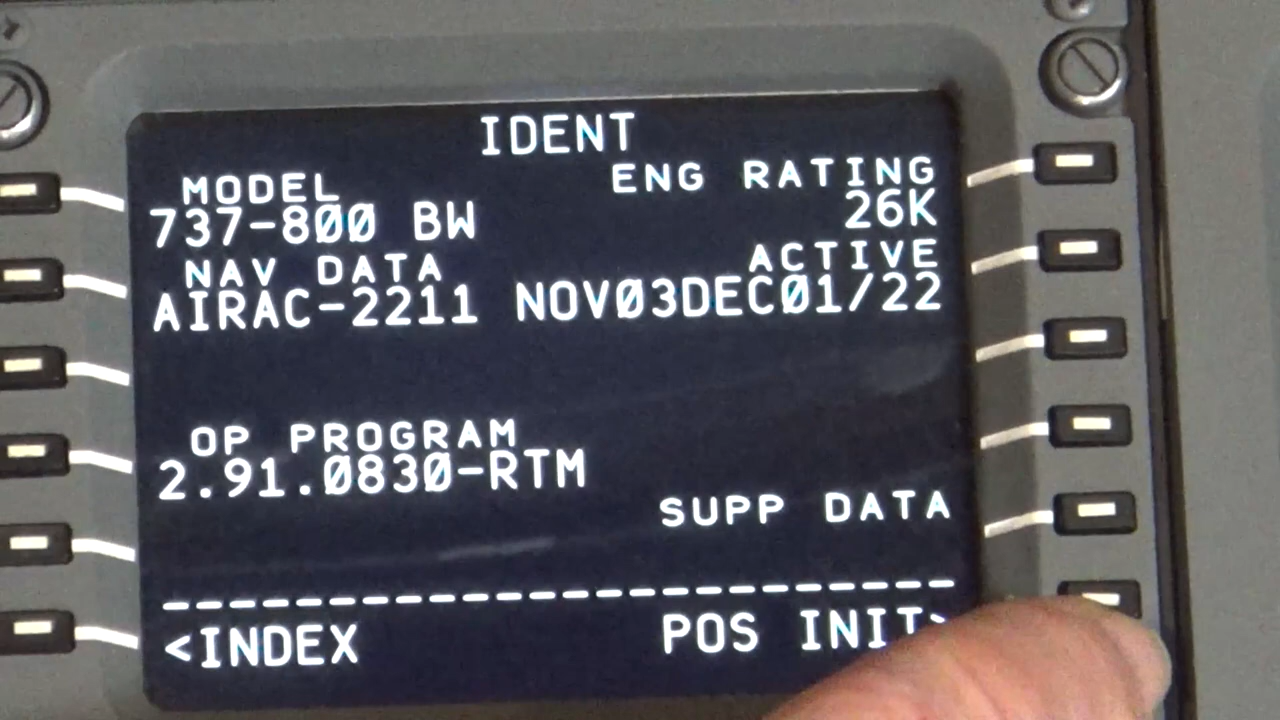 IDENT
MODEL ENG RATING
737-800 BW 26K
NAV DATA ACTIVE
AIRAC-2211 NOV03DEC01/22
OP PROGRAM
2.91.0830-RTM
SUPP DATA
------------------------
<INDEX POS INIT>